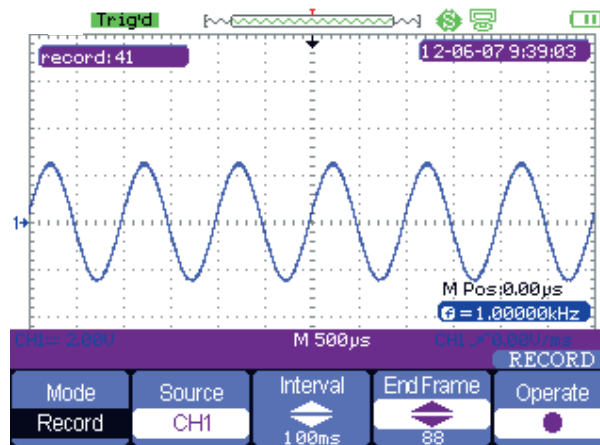 Trig'd
record:41
12-06-07 9:39:03
1
M Pos:0.00µs
f=1.00000kHz
CH1= 2.00V
M 500µs
CH1 0.00V/ms
RECORD
Mode
Record
Source
CH1
Interval
100ms
End Frame
88
Operate